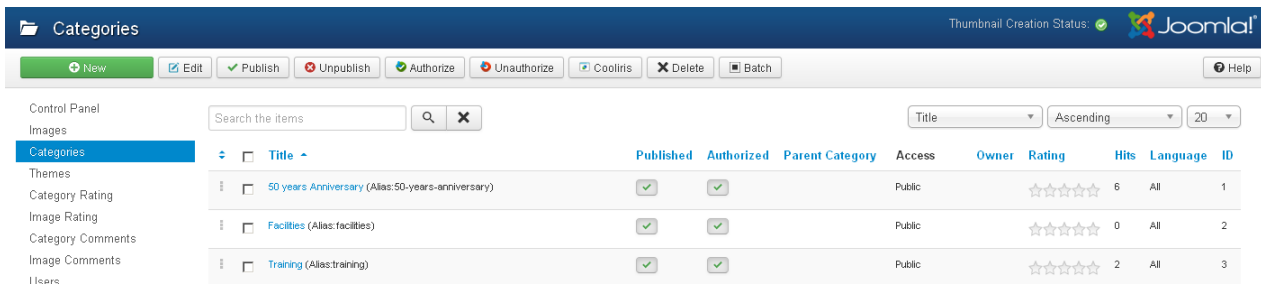 Categories Thumbnail Creation Status: Joomla!®
New Edit Publish Unpublish Authorize Unauthorize Cooliris Delete Batch Help
Control Panel
Images
Categories
Themes
Category Rating
Image Rating
Category Comments
Image Comments
Users
Search the items Title Ascending 20
Title Published Authorized Parent Category Access Owner Rating Hits Language ID
50 years Anniversary (Alias:50-years-anniversary) Public 6 All 1
Facilities (Alias:facilities) Public 0 All 2
Training (Alias:training) Public 2 All 3